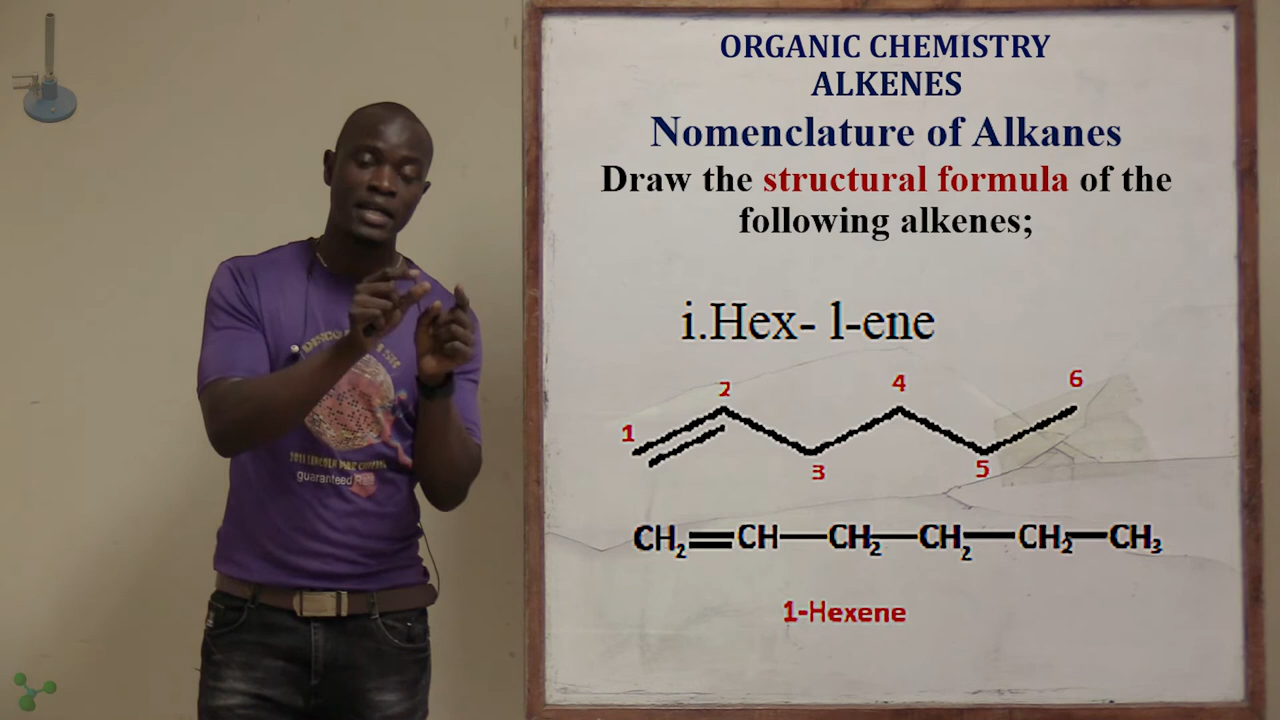 ORGANIC CHEMISTRY
ALKENES
Nomenclature of Alkanes
Draw the structural formula of the
following alkenes;
i.Hex- l-ene
1 2 3 4 5 6
CH₂=CH—CH₂—CH₂—CH₂—CH₃
1-Hexene
guaranteed